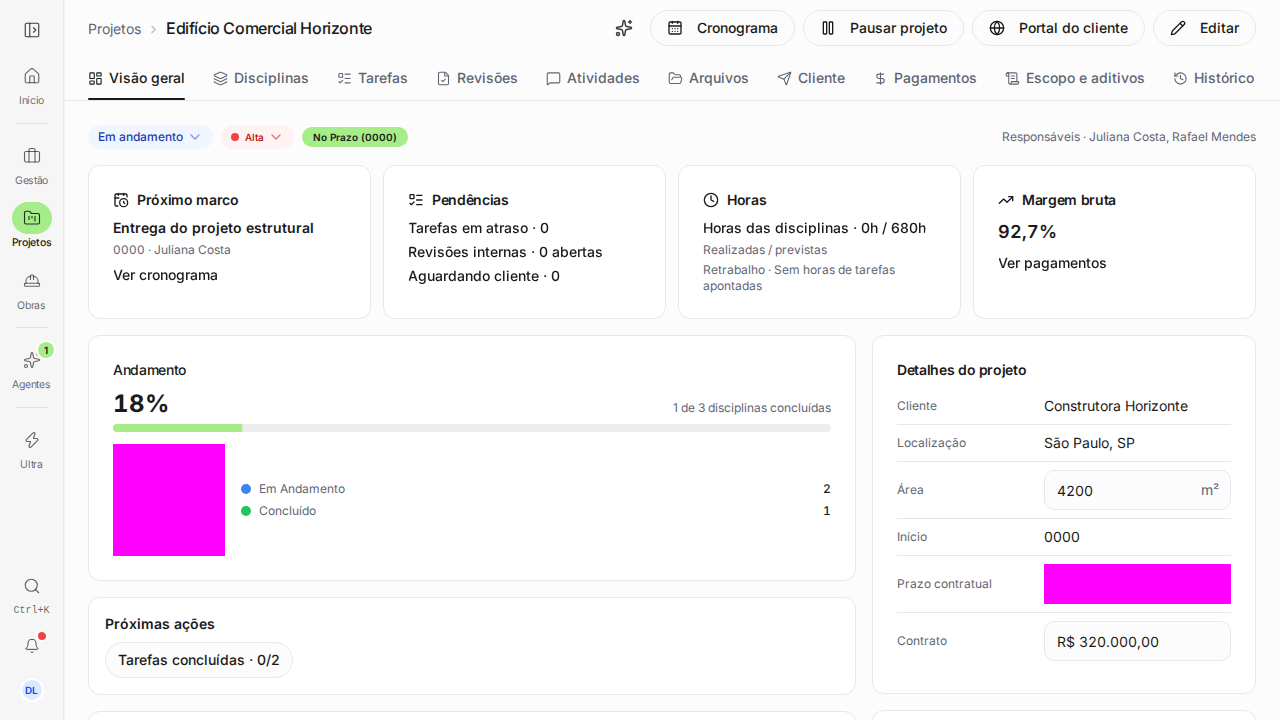 Projetos
Edifício Comercial Horizonte
Cronograma
Pausar projeto
Portal do cliente
Editar
Visão geral
Disciplinas
Tarefas
Revisões
Atividades
Arquivos
Cliente
Pagamentos
Escopo e aditivos
Histórico
Início
Gestão
Projetos
Obras
1
Agentes
Ultra
Ctrl+K
DL
Em andamento
Alta
No Prazo (0000)
Responsáveis · Juliana Costa, Rafael Mendes
Próximo marco
Entrega do projeto estrutural
0000 · Juliana Costa
Ver cronograma
Pendências
Tarefas em atraso · 0
Revisões internas · 0 abertas
Aguardando cliente · 0
Horas
Horas das disciplinas · 0h / 680h
Realizadas / previstas
Retrabalho · Sem horas de tarefas
apontadas
Margem bruta
92,7%
Ver pagamentos
Andamento
18%
1 de 3 disciplinas concluídas
Em Andamento 2
Concluído 1
Próximas ações
Tarefas concluídas · 0/2
Detalhes do projeto
Cliente Construtora Horizonte
Localização São Paulo, SP
Área 4200 m²
Início 0000
Prazo contratual
Contrato R$ 320.000,00